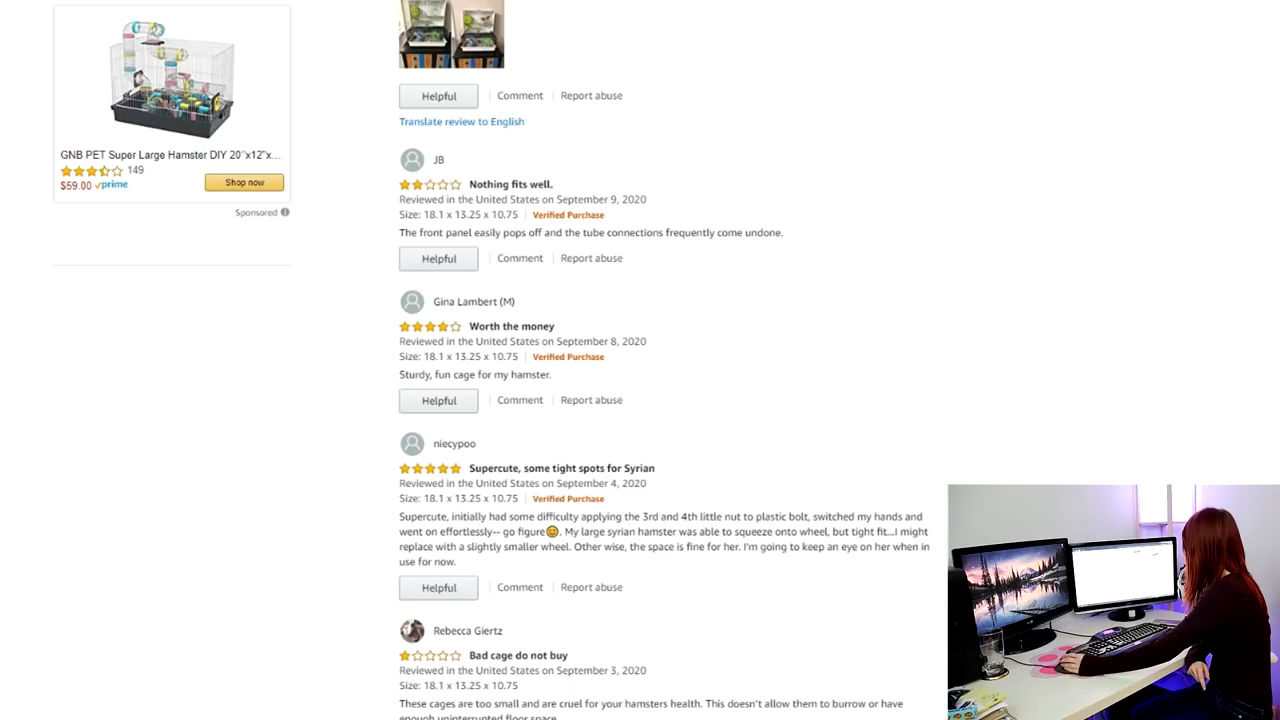 GNB PET Super Large Hamster DIY 20"x12"x...
149
$59.00 prime
Shop now
Sponsored
Helpful
Comment
Report abuse
Translate review to English
JB
Nothing fits well.
Reviewed in the United States on September 9, 2020
Size: 18.1 x 13.25 x 10.75
Verified Purchase
The front panel easily pops off and the tube connections frequently come undone.
Helpful
Comment
Report abuse
Gina Lambert (M)
Worth the money
Reviewed in the United States on September 8, 2020
Size: 18.1 x 13.25 x 10.75
Verified Purchase
Sturdy, fun cage for my hamster.
Helpful
Comment
Report abuse
niecypoo
Supercute, some tight spots for Syrian
Reviewed in the United States on September 4, 2020
Size: 18.1 x 13.25 x 10.75
Verified Purchase
Supercute, initially had some difficulty applying the 3rd and 4th little nut to plastic bolt, switched my hands and
went on effortlessly-- go figure😊. My large syrian hamster was able to squeeze onto wheel, but tight fit...I might
replace with a slightly smaller wheel. Other wise, the space is fine for her. I'm going to keep an eye on her when in
use for now.
Helpful
Comment
Report abuse
Rebecca Giertz
Bad cage do not buy
Reviewed in the United States on September 3, 2020
Size: 18.1 x 13.25 x 10.75
These cages are too small and are cruel for your hamsters health. This doesn't allow them to burrow or have
enough uninterrupted floor space